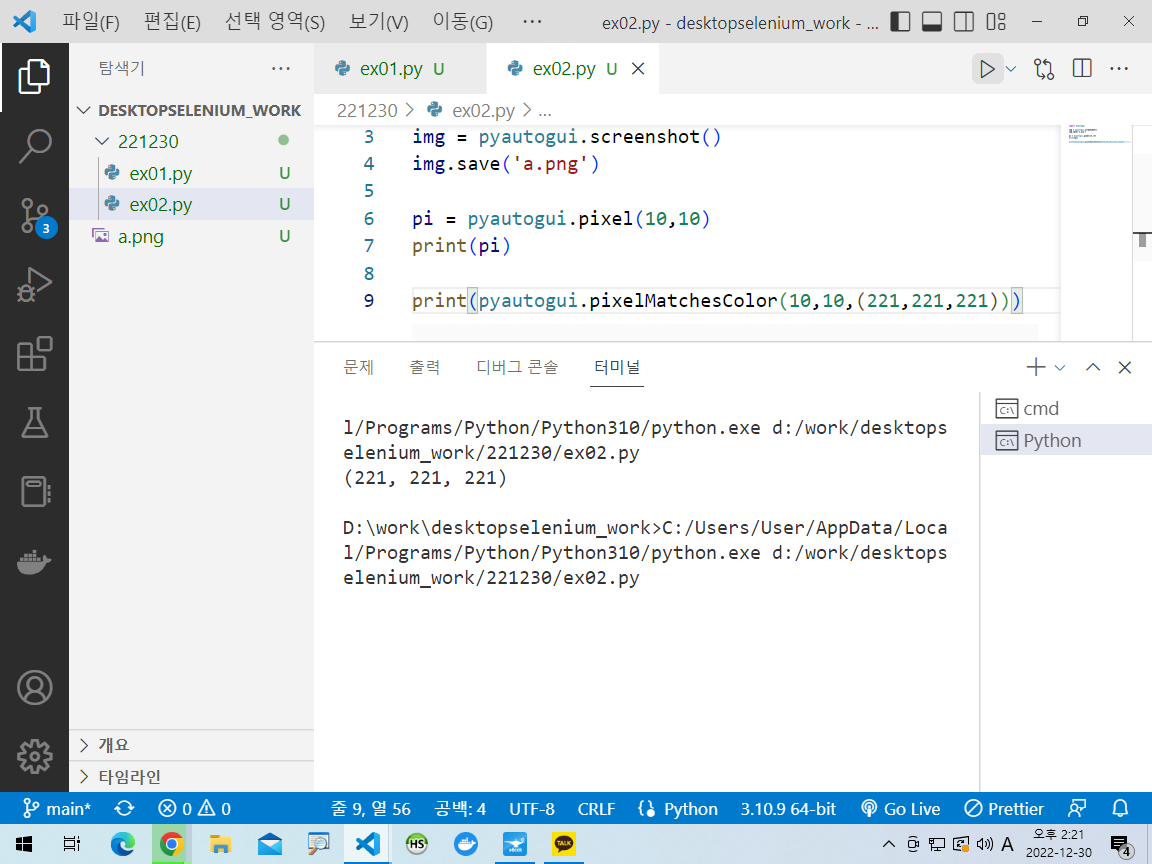 파일(F) 편집(E) 선택 영역(S) 보기(V) 이동(G) ··· ex02.py - desktopselenium_work - ...
탐색기 ···
ex01.py U ex02.py U
DESKTOPSELENIUM_WORK
221230
ex01.py U
ex02.py U
a.png U
개요
타임라인
221230 > ex02.py > ...
3 img = pyautogui.screenshot()
4 img.save('a.png')
5
6 pi = pyautogui.pixel(10,10)
7 print(pi)
8
9 print(pyautogui.pixelMatchesColor(10,10,(221,221,221)))
문제 출력 디버그 콘솔 터미널
l/Programs/Python/Python310/python.exe d:/work/desktops
elenium_work/221230/ex02.py
(221, 221, 221)
D:\work\desktopselenium_work>C:/Users/User/AppData/Loca
l/Programs/Python/Python310/python.exe d:/work/desktops
elenium_work/221230/ex02.py
cmd
Python
3
main* 0 0 줄 9, 열 56 공백: 4 UTF-8 CRLF Python 3.10.9 64-bit Go Live Prettier
HS TALK A 오후 2:21
2022-12-30 4